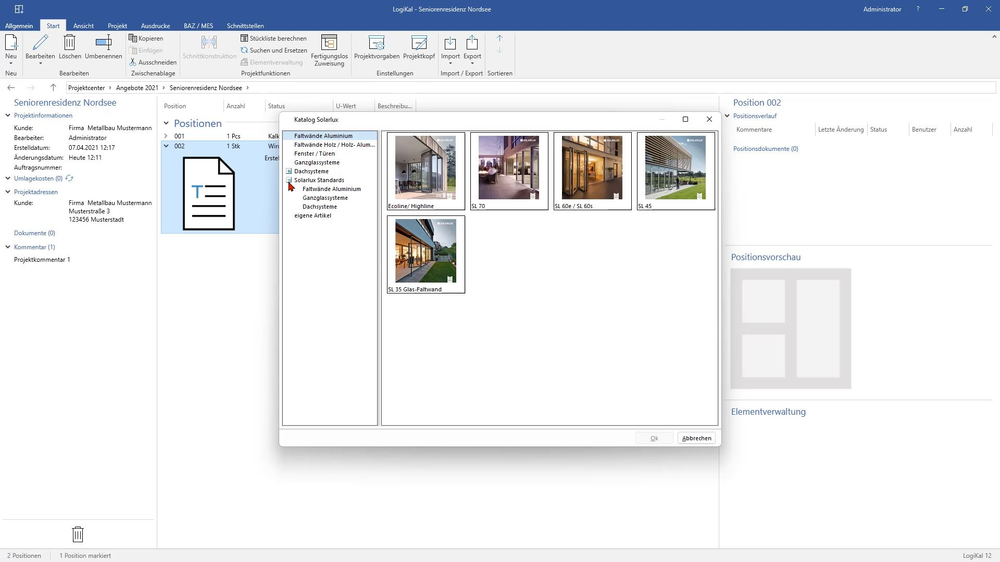 LogiKal - Seniorenresidenz Nordsee
Administrator
?
Allgemein
Start
Ansicht
Projekt
Ausdrucke
BAZ / MES
Schnittstellen
Neu
Bearbeiten
Löschen
Umbenennen
Kopieren
Einfügen
Ausschneiden
Schnittkonstruktion
Stückliste berechnen
Suchen und Ersetzen
Elementverwaltung
Fertigungslos
Zuweisung
Projektvorgaben
Projektkopf
Import
Export
Neu
Bearbeiten
Zwischenablage
Projektfunktionen
Einstellungen
Import / Export
Sortieren
Projektcenter > Angebote 2021 > Seniorenresidenz Nordsee >
Seniorenresidenz Nordsee
Projektinformationen
Kunde: Firma Metallbau Mustermann
Bearbeiter: Administrator
Erstelldatum: 07.04.2021 12:17
Änderungsdatum: Heute 12:11
Auftragsnummer:
Umlagekosten (0)
Projektadressen
Kunde: Firma Metallbau Mustermann
Musterstraße 3
123456 Musterstadt
Dokumente (0)
Kommentar (1)
Projektkommentar 1
Position Anzahl Status U-Wert Beschreibu...
Positionen
001 1 Pcs Kalk
002 1 Stk Wird
Erstel
T
Katalog Solarlux
Faltwände Aluminium
Faltwände Holz / Holz- Alum...
Fenster / Türen
Ganzglassysteme
Dachsysteme
Solarlux Standards
Faltwände Aluminium
Ganzglassysteme
Dachsysteme
eigene Artikel
SOLARLUX
Ecoline/ Highline
SOLARLUX
SL 70
SOLARLUX
SL 60e / SL 60s
SOLARLUX
SL 45
SOLARLUX
SL 35 Glas-Faltwand
Ok
Abbrechen
Position 002
Positionsverlauf
Kommentare Letzte Änderung Status Benutzer Anzahl
Positionsdokumente (0)
Positionsvorschau
Elementverwaltung
2 Positionen
1 Position markiert
LogiKal 12